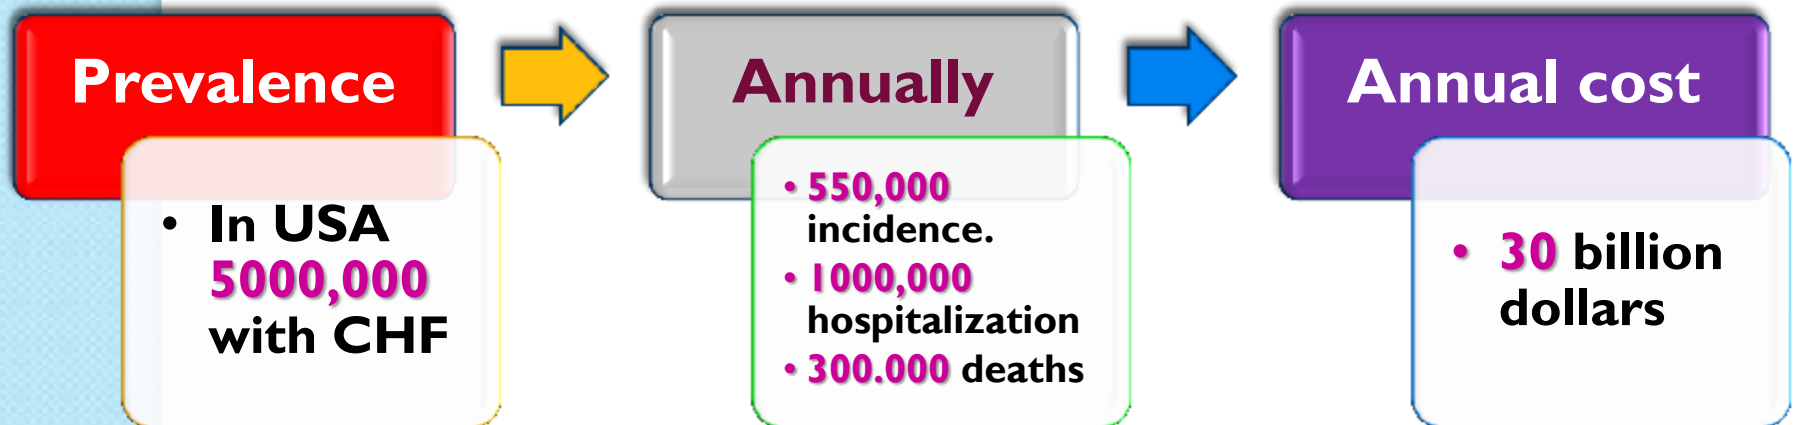 Prevalence
• In USA
5000,000
with CHF
Annually
• 550,000
incidence.
• 1000,000
hospitalization
• 300.000 deaths
Annual cost
• 30 billion
dollars